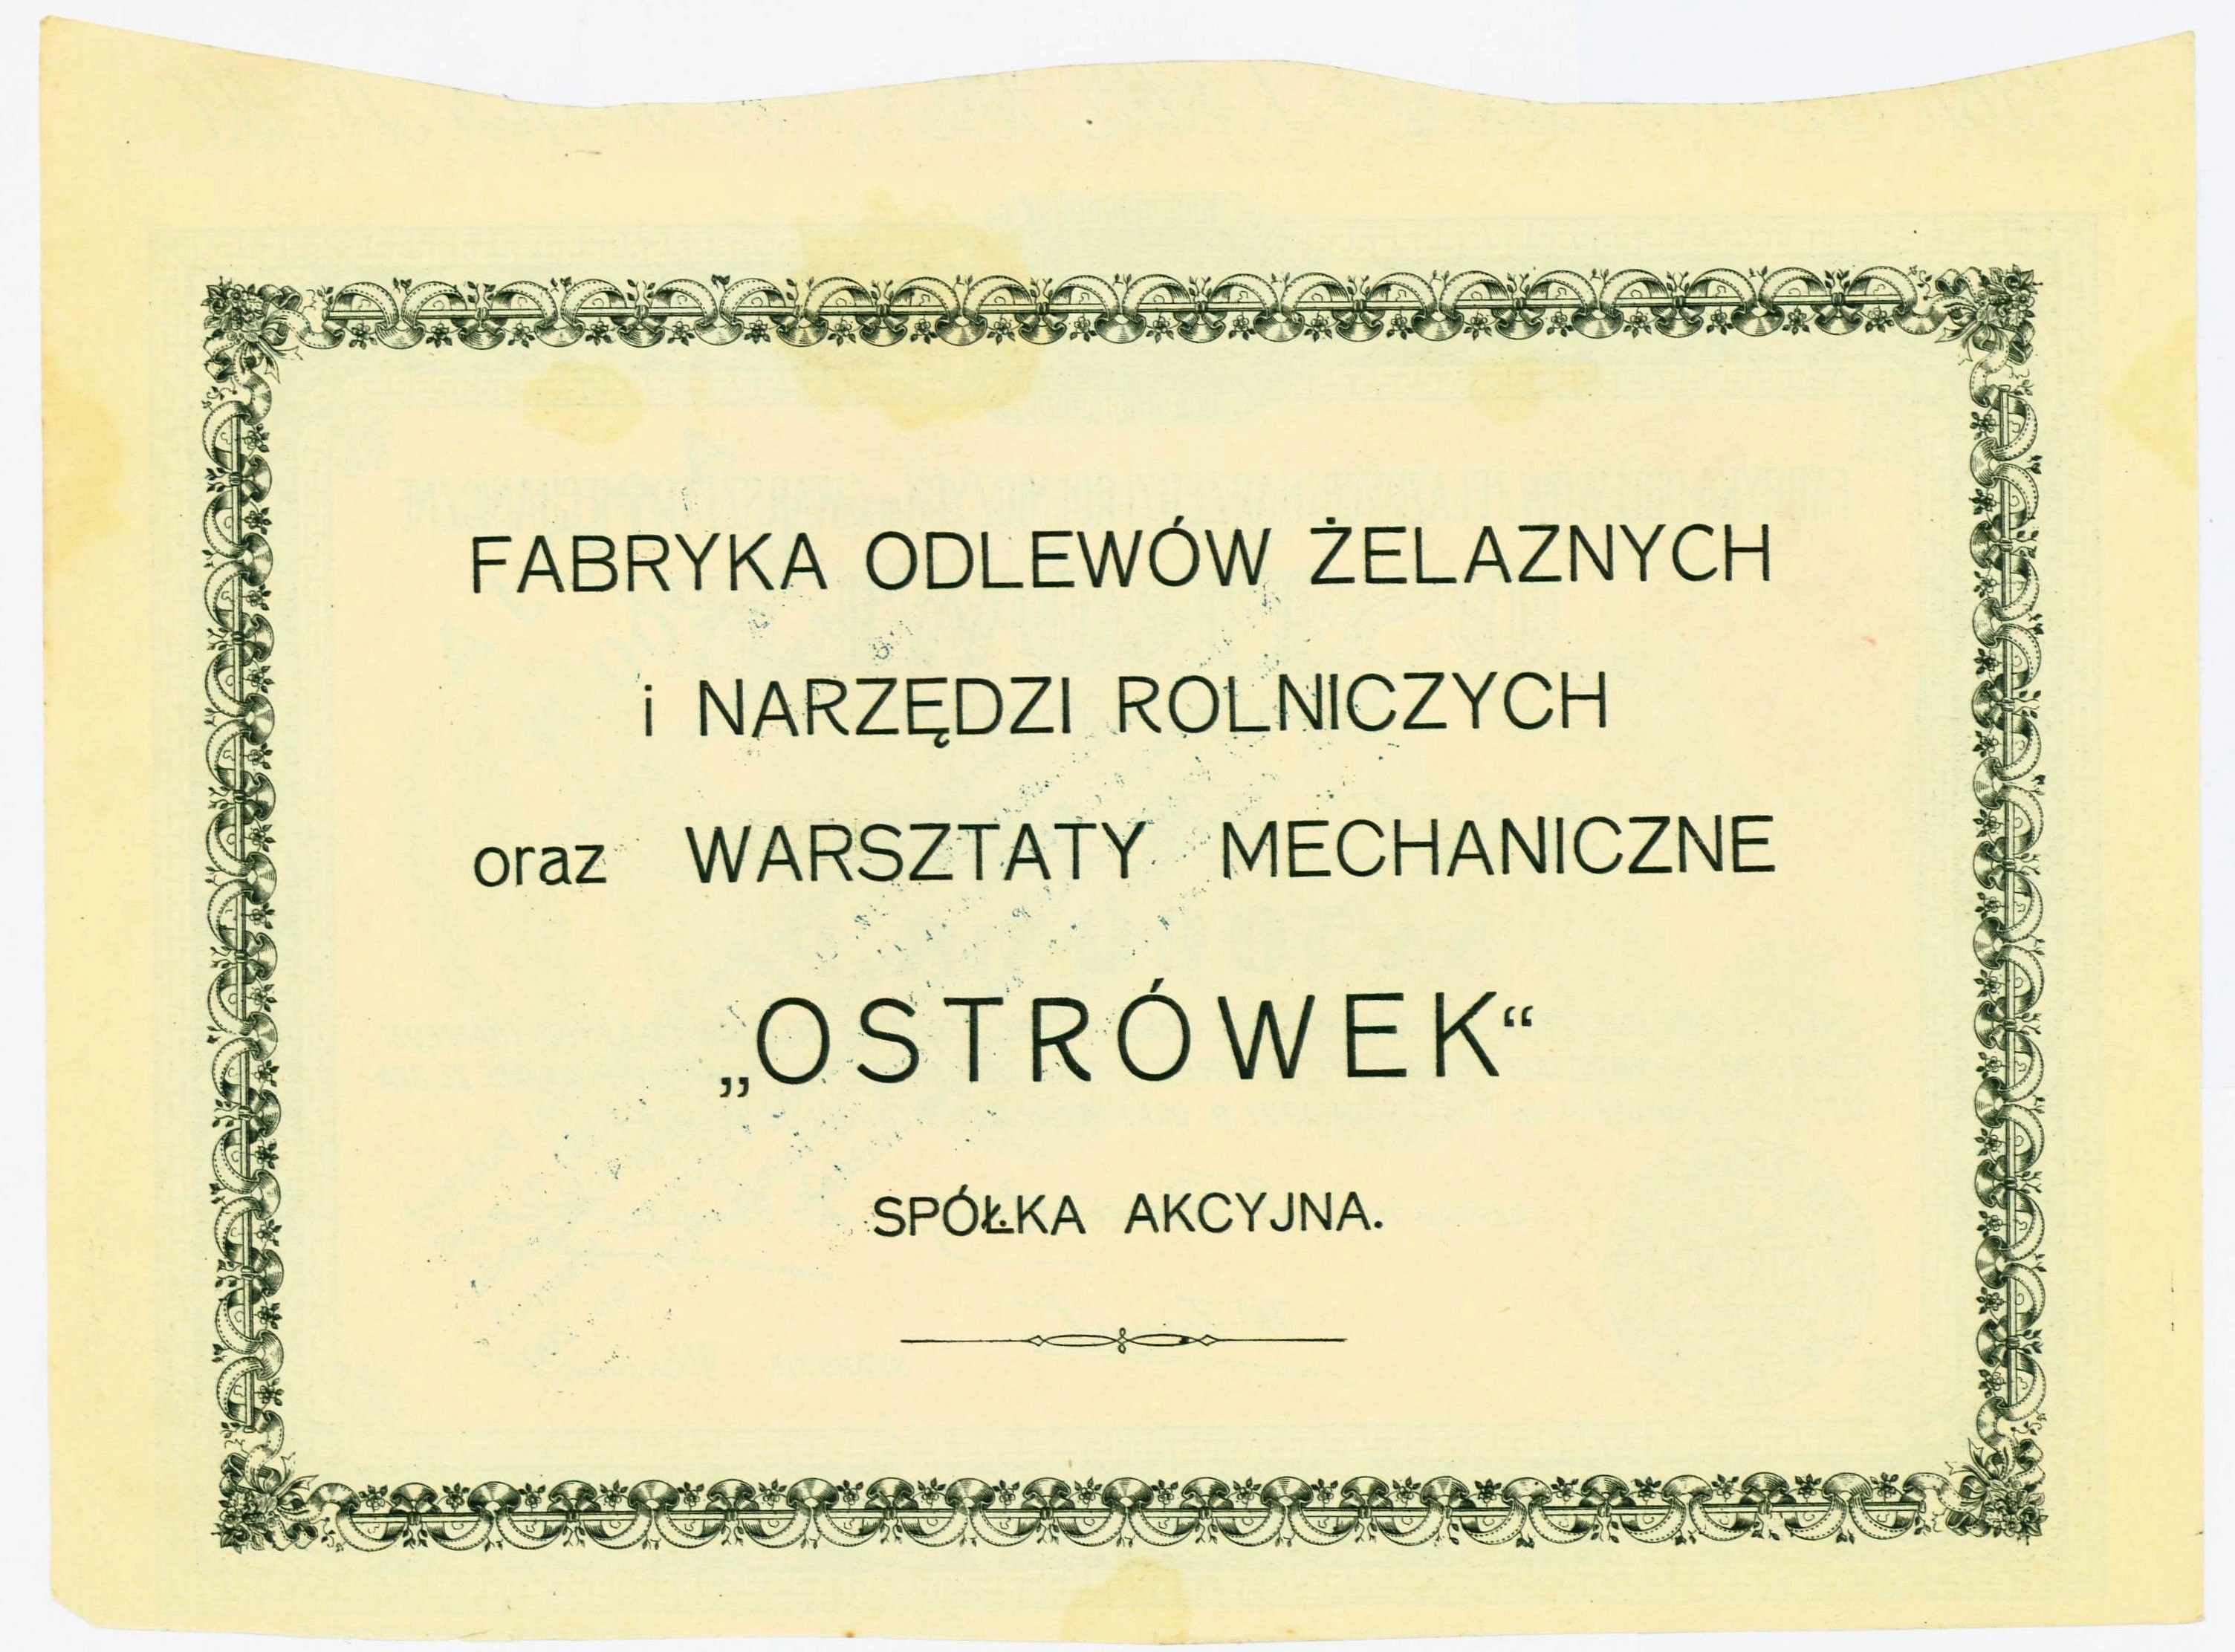 FABRYKA ODLEWÓW ŻELAZNYCH
i NARZĘDZI ROLNICZYCH
oraz WARSZTATY MECHANICZNE
„OSTRÓWEK“
SPÓŁKA AKCYJNA.